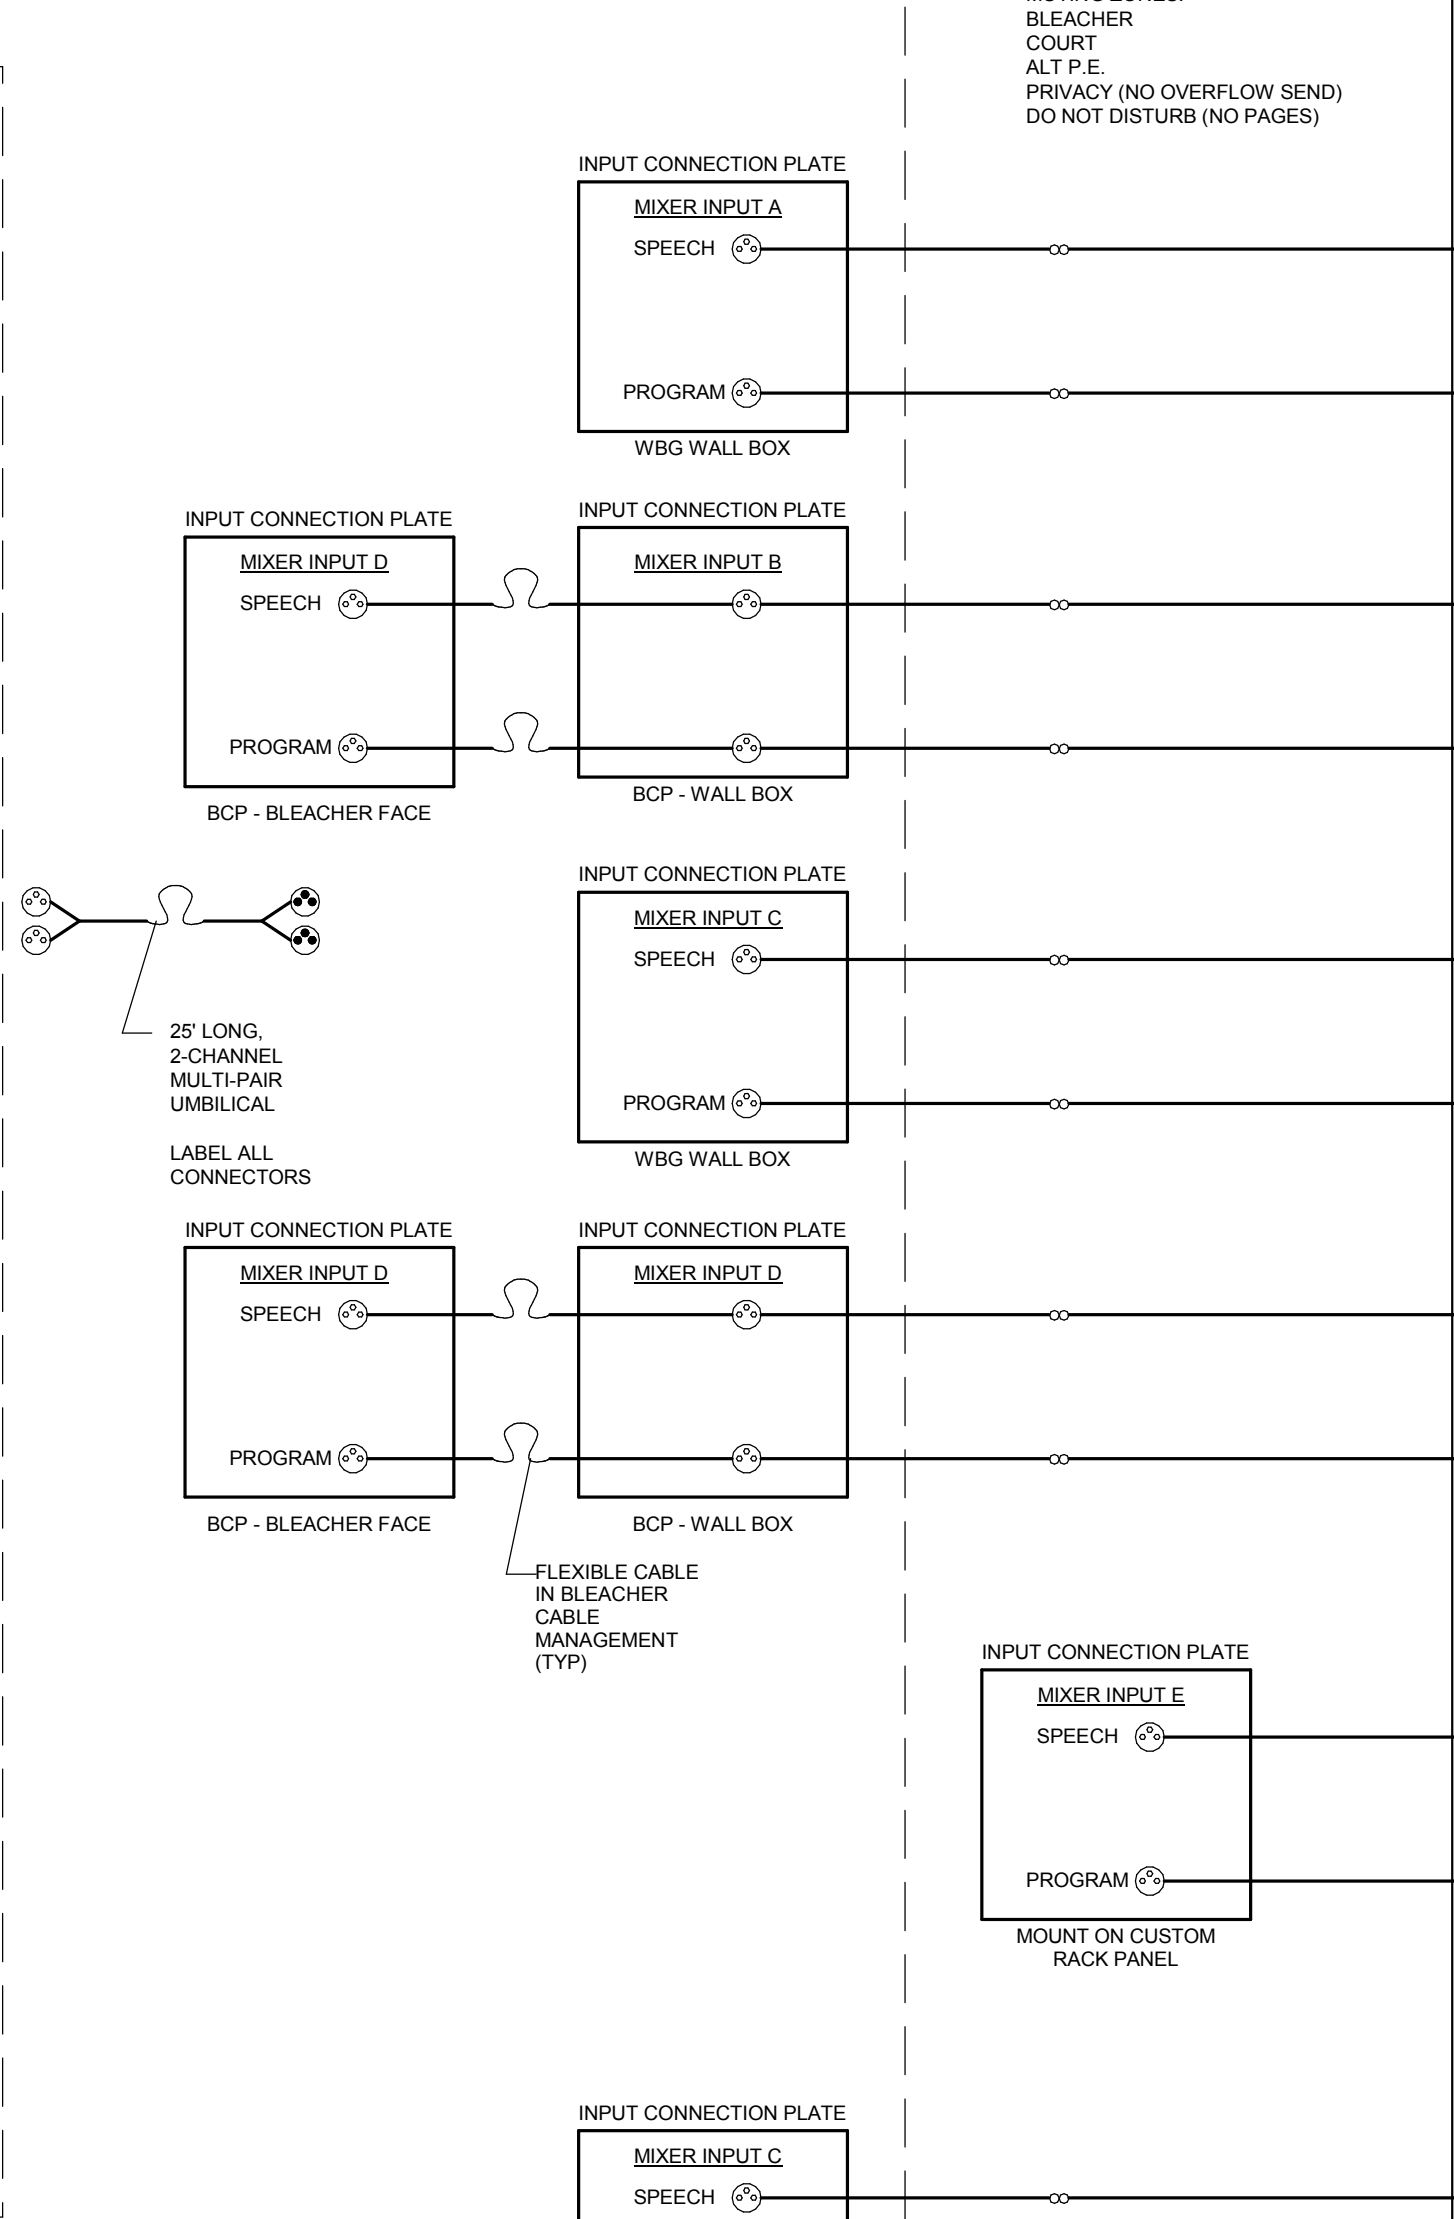 BLEACHER
COURT
ALT P.E.
PRIVACY (NO OVERFLOW SEND)
DO NOT DISTURB (NO PAGES)
INPUT CONNECTION PLATE
MIXER INPUT A
SPEECH
PROGRAM
WBG WALL BOX
INPUT CONNECTION PLATE
MIXER INPUT D
SPEECH
PROGRAM
BCP - BLEACHER FACE
INPUT CONNECTION PLATE
MIXER INPUT B
BCP - WALL BOX
25' LONG,
2-CHANNEL
MULTI-PAIR
UMBILICAL
LABEL ALL
CONNECTORS
INPUT CONNECTION PLATE
MIXER INPUT C
SPEECH
PROGRAM
WBG WALL BOX
INPUT CONNECTION PLATE
MIXER INPUT D
SPEECH
PROGRAM
BCP - BLEACHER FACE
INPUT CONNECTION PLATE
MIXER INPUT D
BCP - WALL BOX
FLEXIBLE CABLE
IN BLEACHER
CABLE
MANAGEMENT
(TYP)
INPUT CONNECTION PLATE
MIXER INPUT E
SPEECH
PROGRAM
MOUNT ON CUSTOM
RACK PANEL
INPUT CONNECTION PLATE
MIXER INPUT C
SPEECH